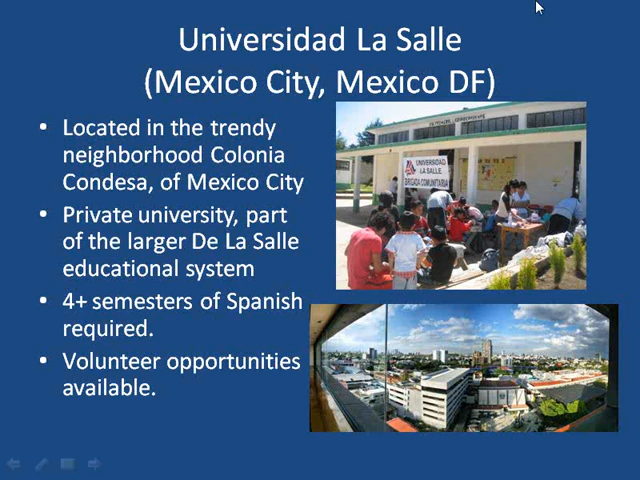 Universidad La Salle
(Mexico City, Mexico DF)
• Located in the trendy
neighborhood Colonia
Condesa, of Mexico City
• Private university, part
of the larger De La Salle
educational system
• 4+ semesters of Spanish
required.
• Volunteer opportunities
available.
UNIVERSIDAD
LA SALLE
BRIGADA COMUNITARIA